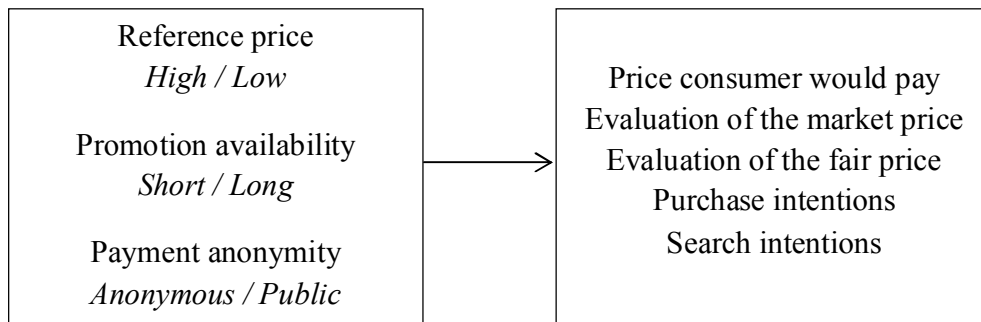 Reference price
High / Low
Promotion availability
Short / Long
Payment anonymity
Anonymous / Public
Price consumer would pay
Evaluation of the market price
Evaluation of the fair price
Purchase intentions
Search intentions